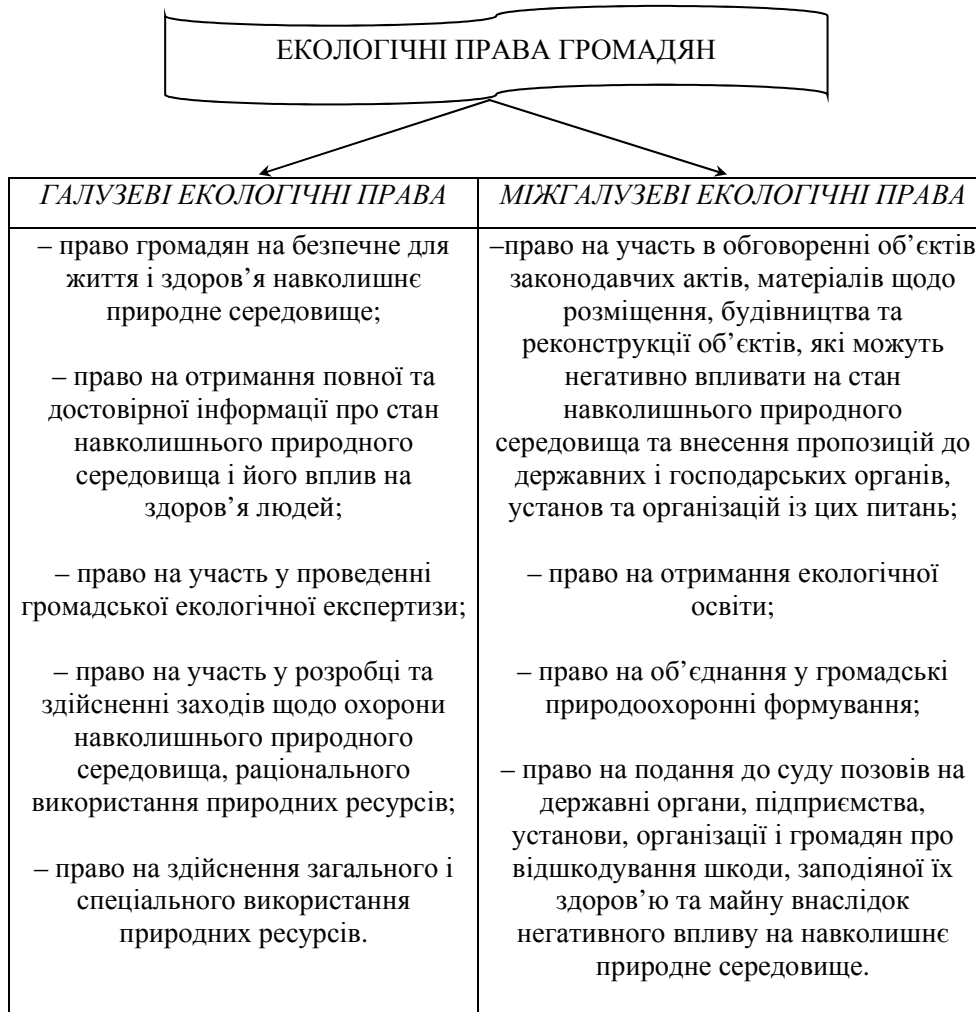 ЕКОЛОГІЧНІ ПРАВА ГРОМАДЯН
ГАЛУЗЕВІ ЕКОЛОГІЧНІ ПРАВА
– право громадян на безпечне для
життя і здоров’я навколишнє
природне середовище;
– право на отримання повної та
достовірної інформації про стан
навколишнього природного
середовища і його вплив на
здоров’я людей;
– право на участь у проведенні
громадської екологічної експертизи;
– право на участь у розробці та
здійсненні заходів щодо охорони
навколишнього природного
середовища, раціонального
використання природних ресурсів;
– право на здійснення загального і
спеціального використання
природних ресурсів.
МІЖГАЛУЗЕВІ ЕКОЛОГІЧНІ ПРАВА
–право на участь в обговоренні об’єктів
законодавчих актів, матеріалів щодо
розміщення, будівництва та
реконструкції об’єктів, які можуть
негативно впливати на стан
навколишнього природного
середовища та внесення пропозицій до
державних і господарських органів,
установ та організацій із цих питань;
– право на отримання екологічної
освіти;
– право на об’єднання у громадські
природоохоронні формування;
– право на подання до суду позовів на
державні органи, підприємства,
установи, організації і громадян про
відшкодування шкоди, заподіяної їх
здоров’ю та майну внаслідок
негативного впливу на навколишнє
природне середовище.